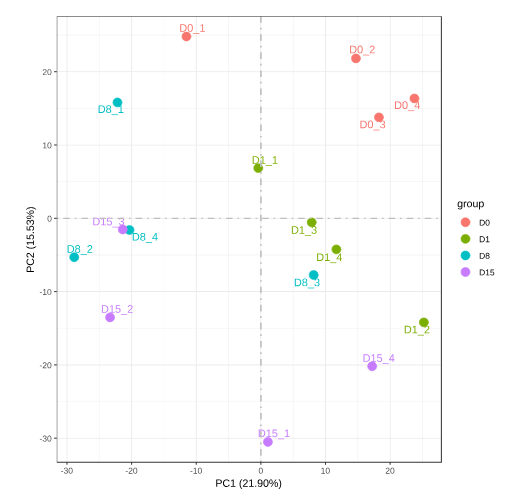 D0_1
D0_2
20
D0_4
D8_1
D0_3
group
10
D1_1
D0
D1
D8
D15
PC2 (15.53%)
0
D15_3
D8_4
D1_3
D8_2
D1_4
D8_3
-10
D15_2
D1_2
-20
D15_4
D15_1
-30
-30
-20
-10
0
10
20
PC1 (21.90%)